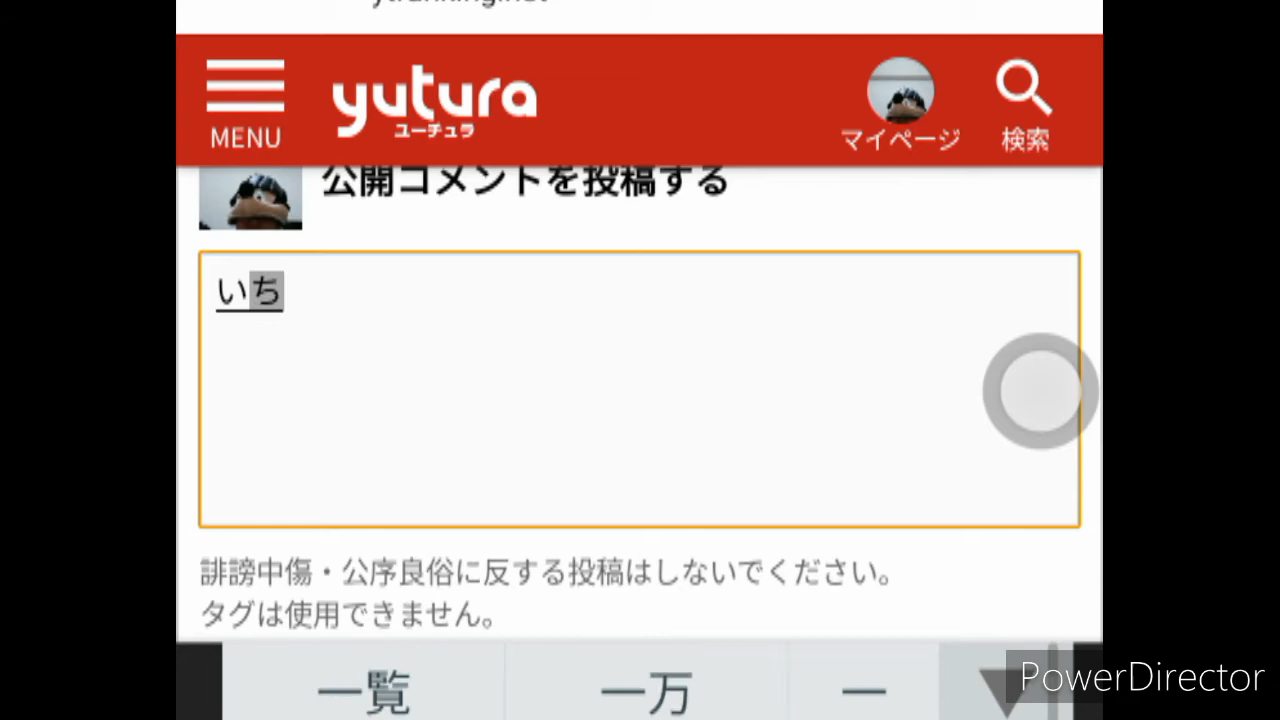 ytranking.net
MENU
yutura
ユーチュラ
マイページ
検索
公開コメントを投稿する
いち
誹謗中傷・公序良俗に反する投稿はしないでください。
タグは使用できません。
一覧
一万
一
PowerDirector